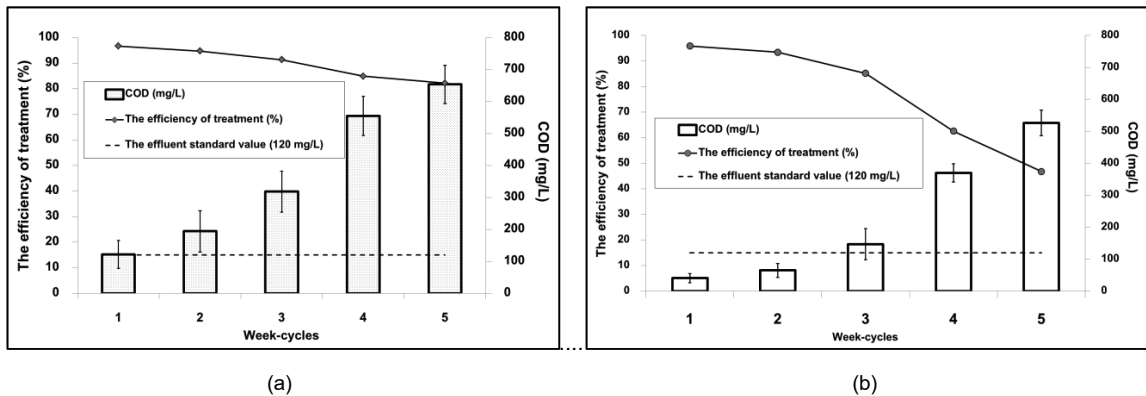 100
90
80
70
60
50
40
30
20
10
0
The efficiency of treatment (%)
COD (mg/L)
The efficiency of treatment (%)
The effluent standard value (120 mg/L)
800
700
600
500
400
300
200
100
0
COD (mg/L)
1 2 3 4 5
Week-cycles
(a)
100
90
80
70
60
50
40
30
20
10
0
The efficiency of treatment (%)
COD (mg/L)
The efficiency of treatment (%)
The effluent standard value (120 mg/L)
800
700
600
500
400
300
200
100
0
COD (mg/L)
1 2 3 4 5
Week-cycles
(b)